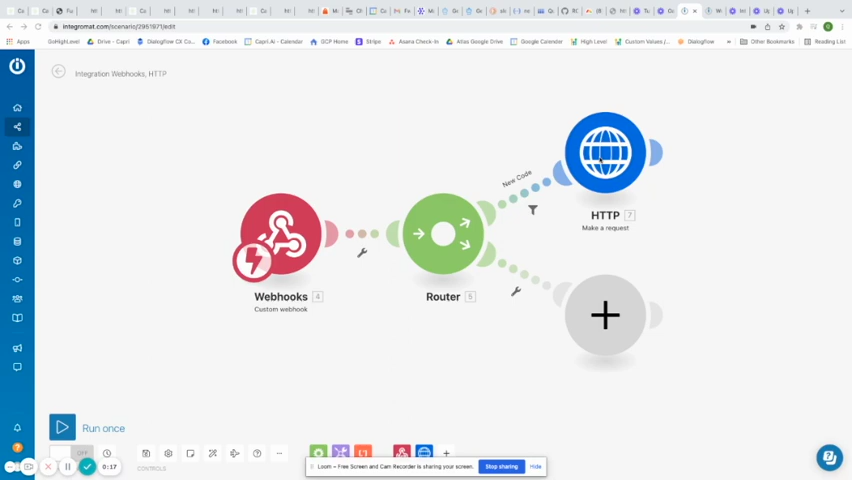 integromat.com/scenario/2951971/edit
Apps
GoHighLevel
Drive - Capri
Dialogflow CX Co...
Facebook
Capri.Ai - Calendar
GCP Home
Stripe
Asana Check-In
Atlas Google Drive
Google Calendar
High Level
Custom Values /...
Dialogflow
»
Other Bookmarks
Reading List
Integration Webhooks, HTTP
New Code
HTTP 7
Make a request
Webhooks 4
Custom webhook
Router 5
Run once
OFF
CONTROLS
0:17
Loom – Free Screen and Cam Recorder is sharing your screen.
Stop sharing
Hide